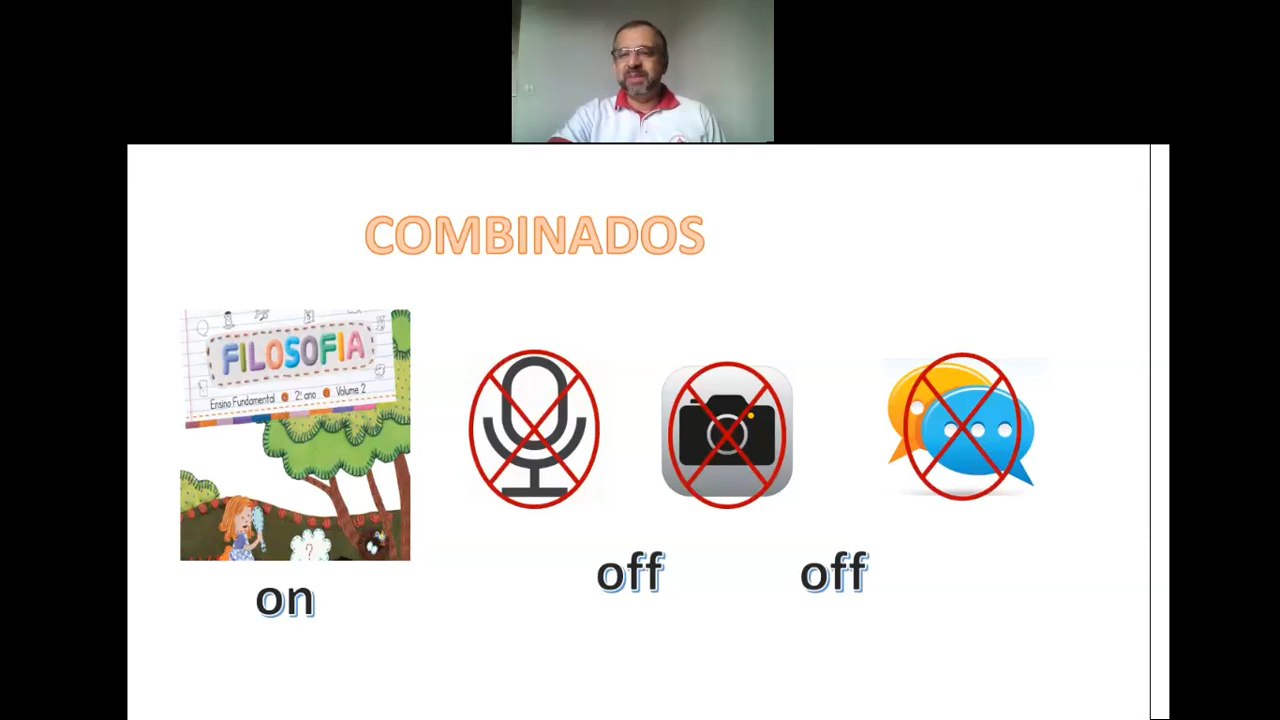 COMBINADOS
FILOSOFIA
Ensino Fundamental 2º ano Volume 2
?
on
off
off